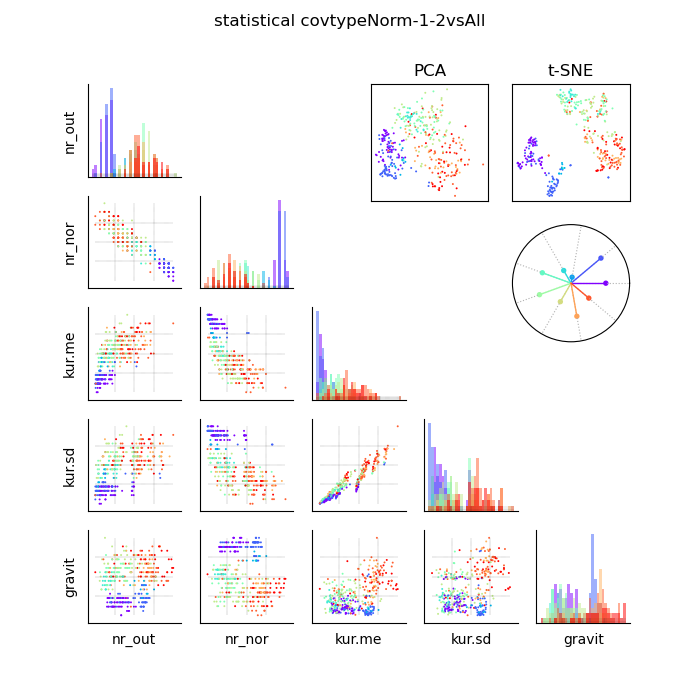 statistical covtypeNorm-1-2vsAll
PCA
t-SNE
nr_out
nr_nor
kur.me
kur.sd
gravit
nr_out
nr_nor
kur.me
kur.sd
gravit